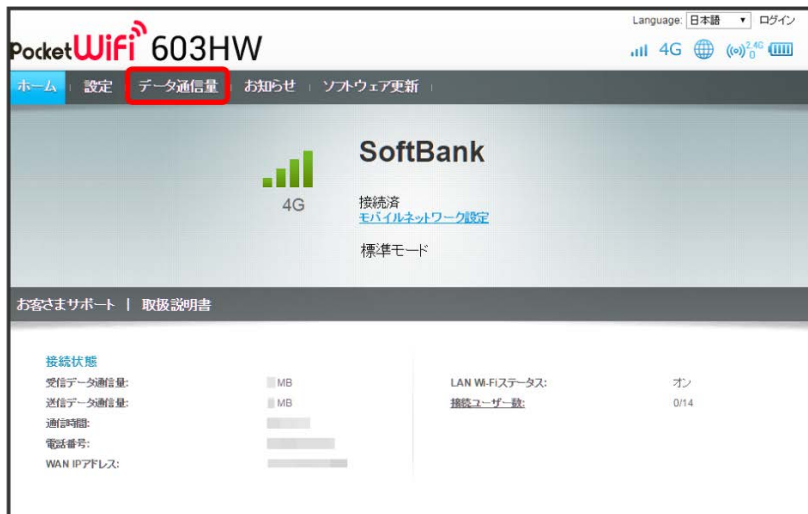 Language: 日本語 ログイン
PocketWiFi 603HW
4G 2.4G 0
ホーム 設定 データ通信量 お知らせ ソフトウェア更新
SoftBank
4G
接続済
モバイルネットワーク設定
標準モード
お客さまサポート | 取扱説明書
接続状態
受信データ通信量: MB LAN Wi-Fiステータス: オン
送信データ通信量: MB 接続ユーザー数: 0/14
通信時間:
電話番号:
WAN IPアドレス: